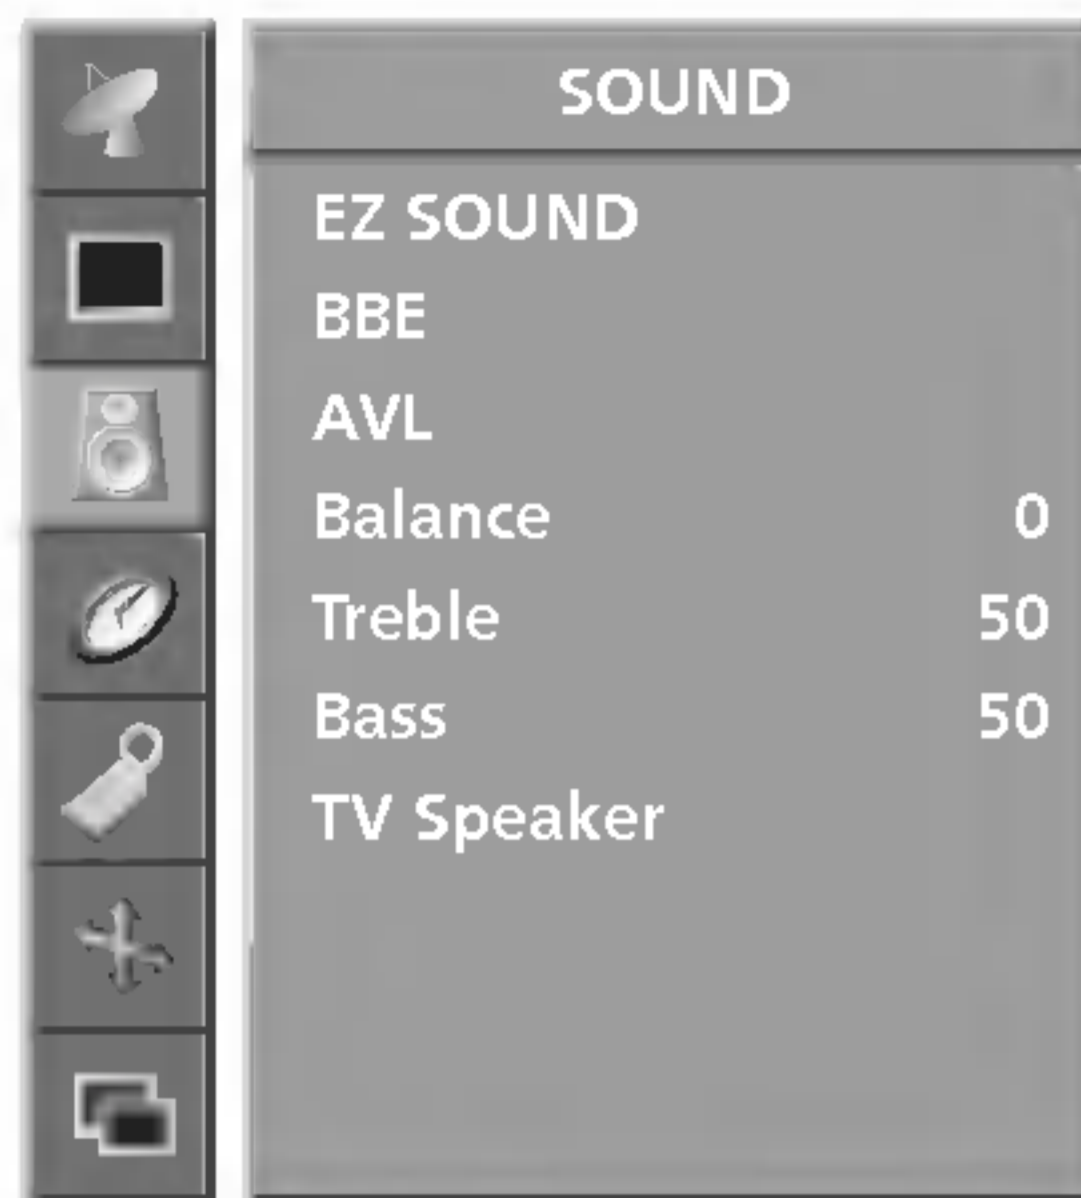 SOUND
EZ SOUND
BBE
AVL
Balance 0
Treble 50
Bass 50
TV Speaker